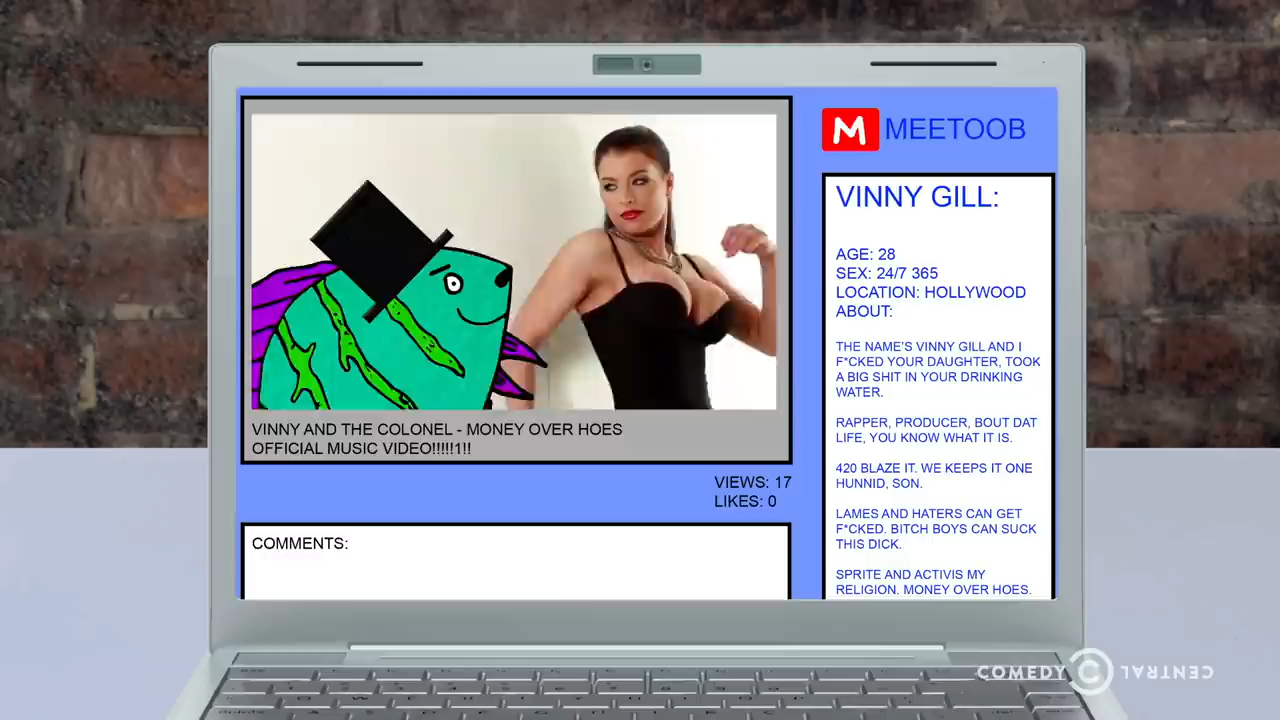 M MEETOOB
VINNY GILL:
AGE: 28
SEX: 24/7 365
LOCATION: HOLLYWOOD
ABOUT:
THE NAME'S VINNY GILL AND I
F*CKED YOUR DAUGHTER, TOOK
A BIG SHIT IN YOUR DRINKING
WATER.
RAPPER, PRODUCER, BOUT DAT
LIFE, YOU KNOW WHAT IT IS.
420 BLAZE IT. WE KEEPS IT ONE
HUNNID, SON.
LAMES AND HATERS CAN GET
F*CKED. BITCH BOYS CAN SUCK
THIS DICK.
SPRITE AND ACTIVIS MY
RELIGION. MONEY OVER HOES.
VINNY AND THE COLONEL - MONEY OVER HOES
OFFICIAL MUSIC VIDEO!!!!!1!!
VIEWS: 17
LIKES: 0
COMMENTS:
COMEDY C CENTRAL